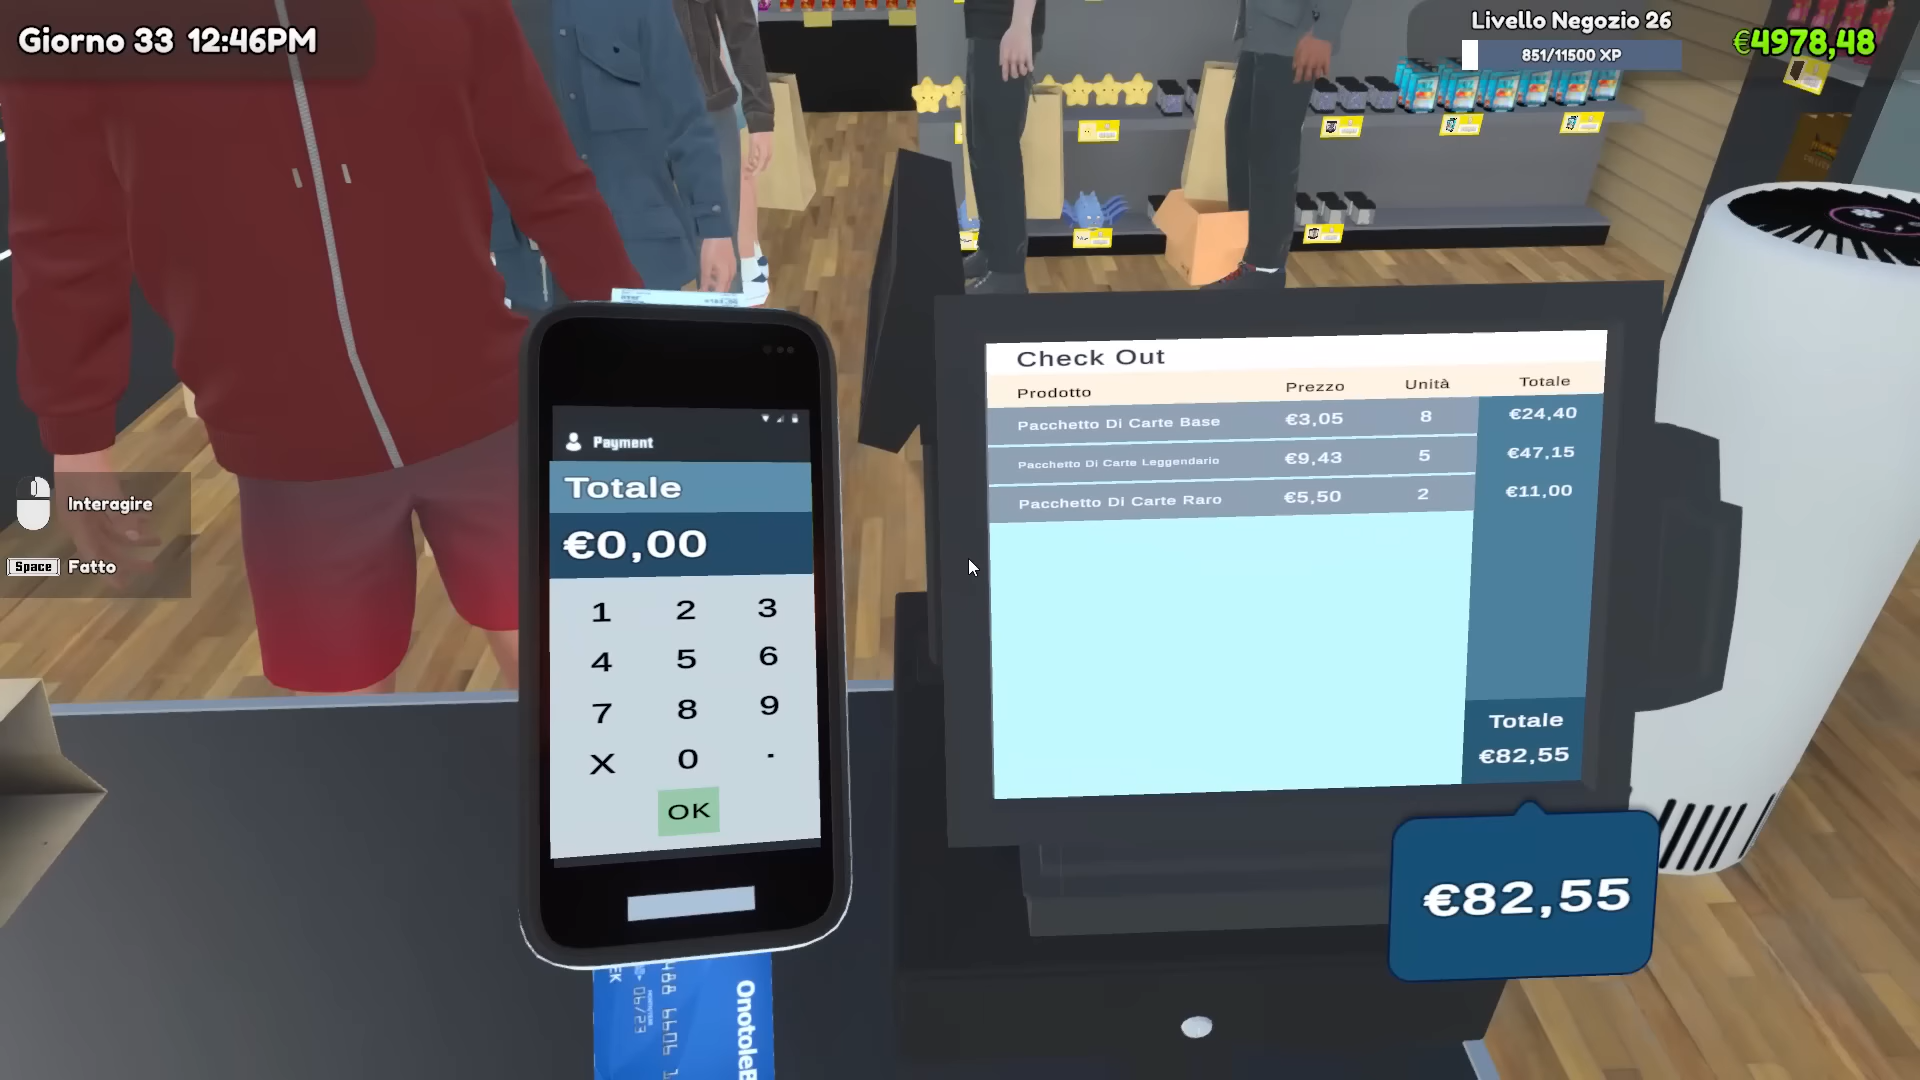 Giorno 33 12:46PM
Livello Negozio 26
851/11500 XP
€4978,48
Interagire
Space Fatto
Payment
Totale
€0,00
1 2 3
4 5 6
7 8 9
X 0 .
OK
Check Out
Prodotto Prezzo Unità Totale
Pacchetto Di Carte Base €3,05 8 €24,40
Pacchetto Di Carte Leggendario €9,43 5 €47,15
Pacchetto Di Carte Raro €5,50 2 €11,00
Totale
€82,55
€82,55
06/23